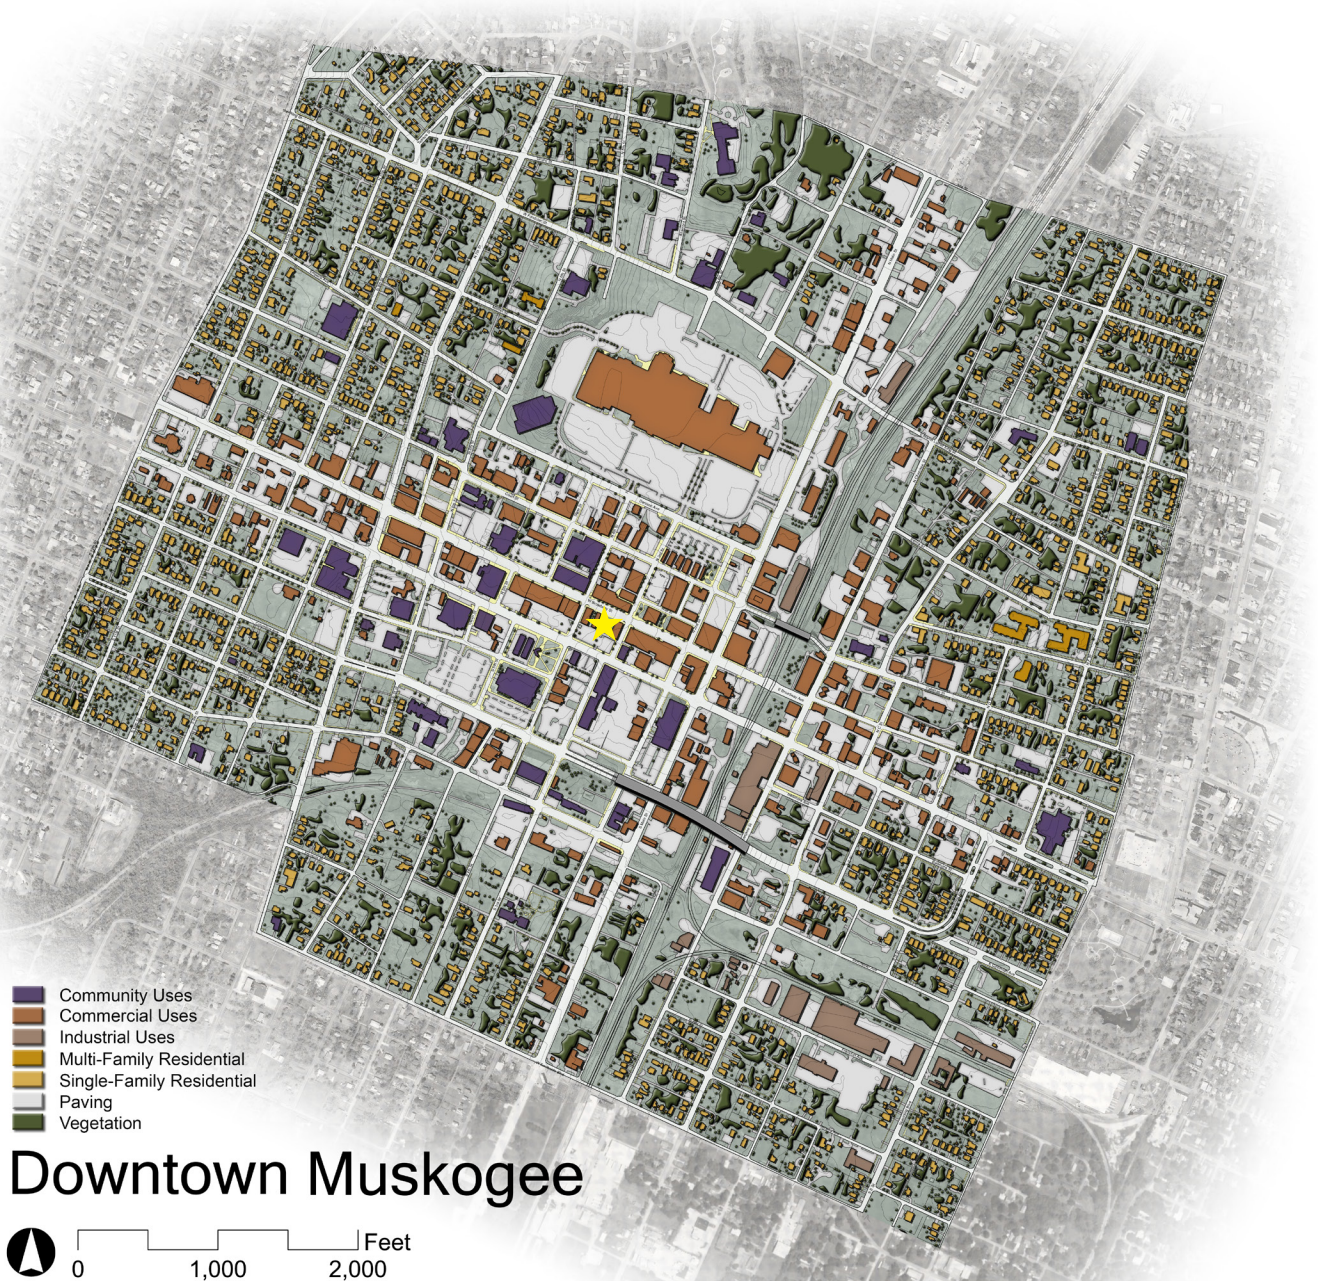 Community Uses
Commercial Uses
Industrial Uses
Multi-Family Residential
Single-Family Residential
Paving
Vegetation
Downtown Muskogee
Feet
0 1,000 2,000